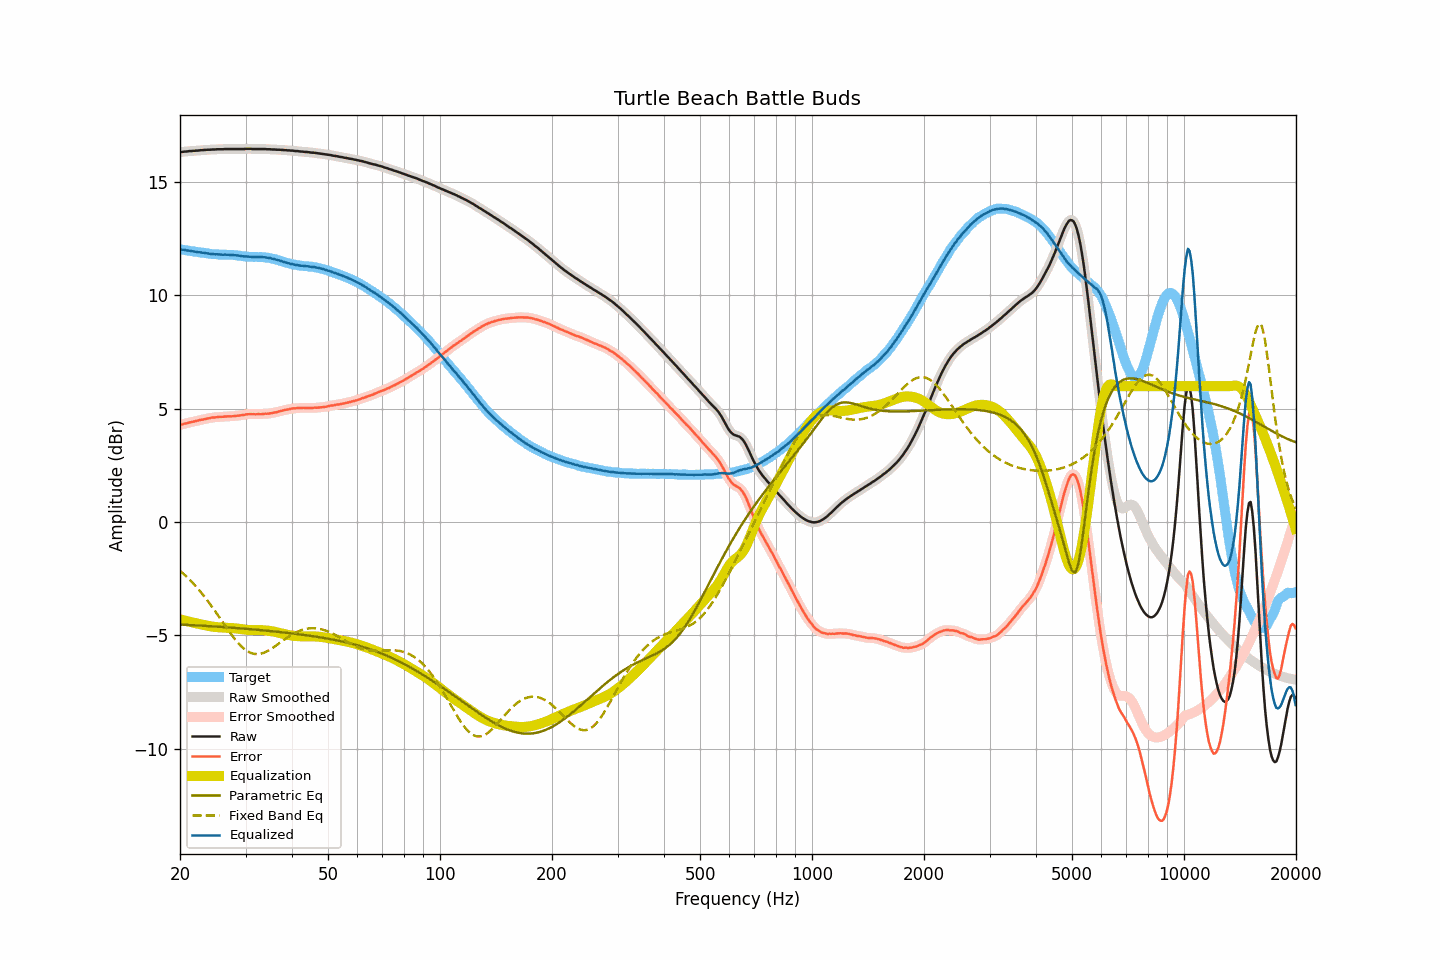 Turtle Beach Battle Buds
Amplitude (dBr)
15
10
5
0
−5
−10
Target
Raw Smoothed
Error Smoothed
Raw
Error
Equalization
Parametric Eq
Fixed Band Eq
Equalized
20 50 100 200 500 1000 2000 5000 10000 20000
Frequency (Hz)